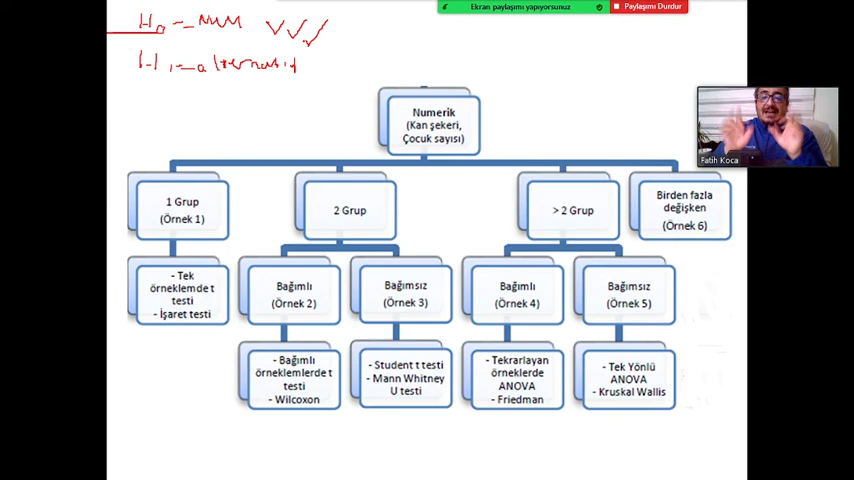 Ekran paylaşımı yapıyorsunuz
Paylaşımı Durdur
H0 = Null
H1 = alternatif
Fatih Koca
Numerik
(Kan şekeri,
Çocuk sayısı)
1 Grup
(Örnek 1)
2 Grup
> 2 Grup
Birden fazla
değişken
(Örnek 6)
- Tek
örneklemde t
testi
- İşaret testi
Bağımlı
(Örnek 2)
Bağımsız
(Örnek 3)
Bağımlı
(Örnek 4)
Bağımsız
(Örnek 5)
- Bağımlı
örneklemlerde t
testi
- Wilcoxon
- Student t testi
- Mann Whitney
U testi
- Tekrarlayan
örneklerde
ANOVA
- Friedman
- Tek Yönlü
ANOVA
- Kruskal Wallis